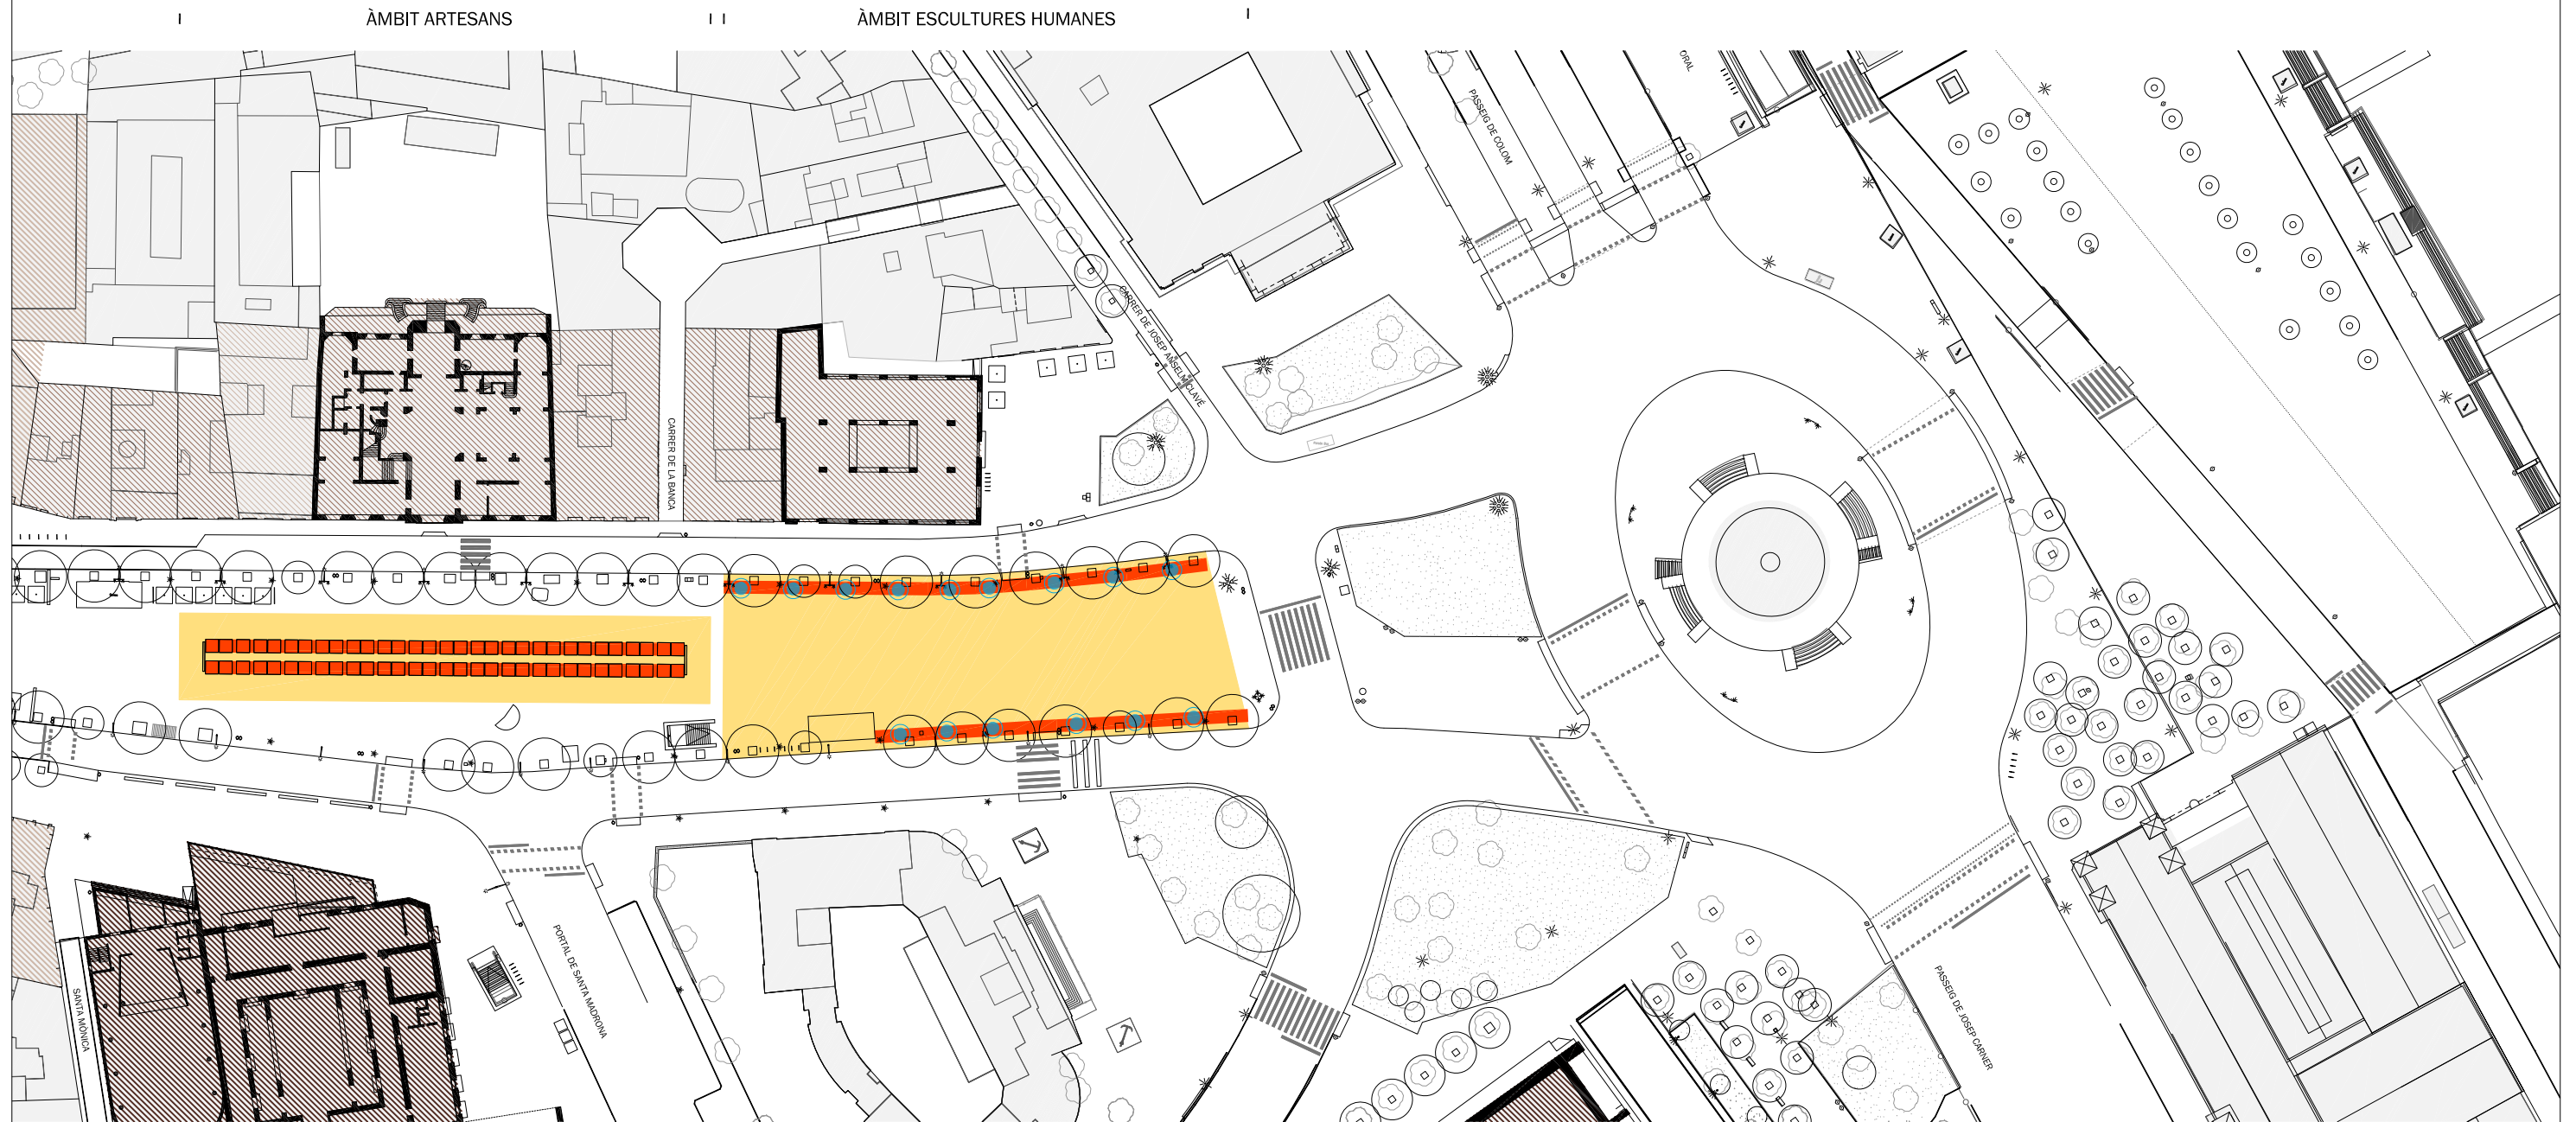 ÀMBIT ARTESANS
ÀMBIT ESCULTURES HUMANES
ORAL
PASSEIG DE COLOM
CARRER DE JOSEP ANSELM CLAVÉ
CARRER DE LA BANCA
SANTA MÒNICA
PORTAL DE SANTA MADRONA
PASSEIG DE JOSEP CARNER